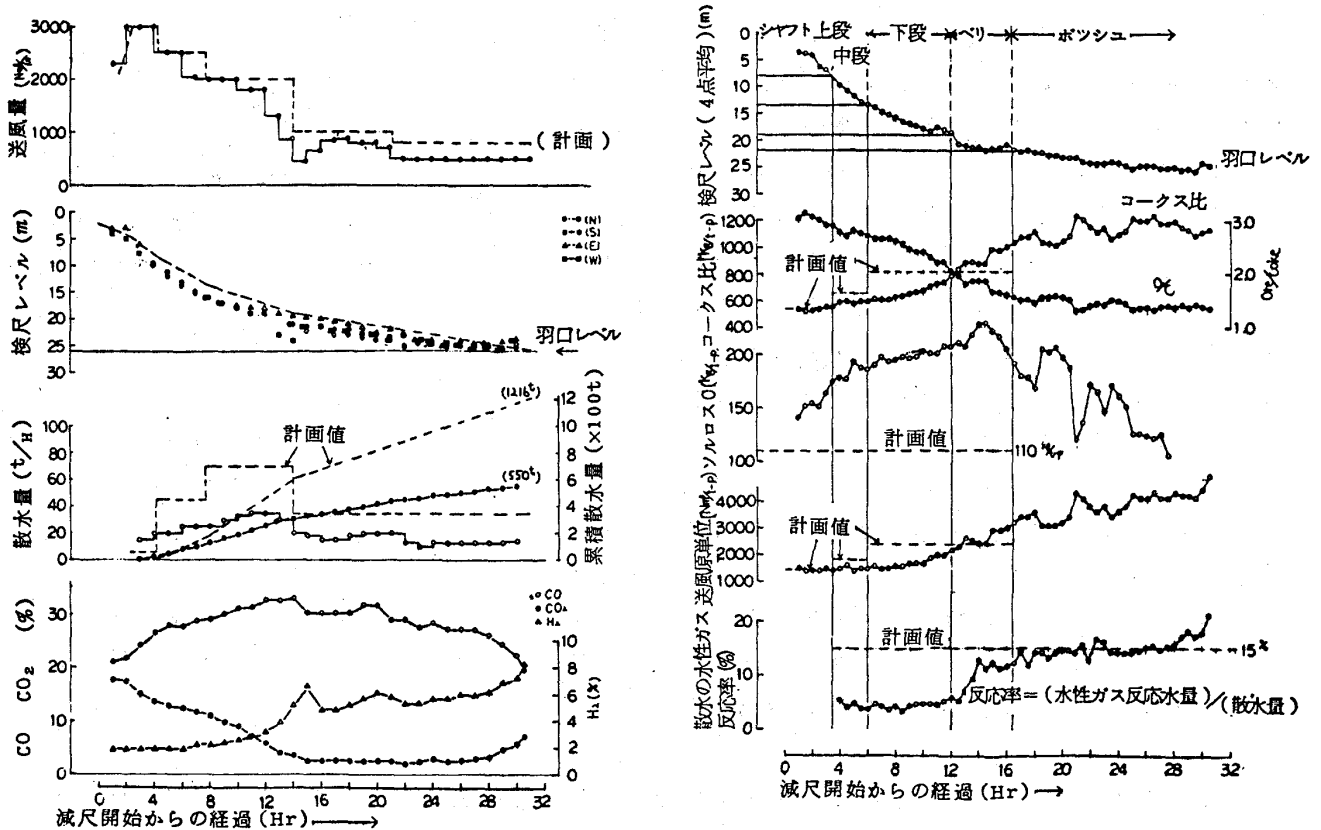 送風量 (Nm³/分)
3000
2000
1000
0
(計画)
検尺レベル (m)
0
5
10
15
20
25
30
(N)
(S)
(E)
(W)
羽口レベル
散水量 (t/H)
100
80
60
40
20
0
計画値
(1216t)
(550t)
12
10
8
6
4
2
0
累積散水量 (×100t)
CO CO₂ (%)
30
20
10
0
CO
CO₂
H₂
10
8
6
4
2
0
H₂(%)
0 4 8 12 16 20 24 28 32
減尺開始からの経過(Hr)→
検尺レベル(4点平均)(m)
0
5
10
15
20
25
30
シャフト上段
中段
下段
ベリー
ボッシュ
羽口レベル
コークス比(Kg/t-p)
1200
1000
800
600
400
計画値
コークス比
O/C
3.0
2.0
1.0
Ore/Coke
ソルロスO(Kg/t-p)
200
150
100
計画値
110 Kg/t-p
送風原単位(Nm³/t-p)
4000
3000
2000
1000
計画値
散水の水性ガス
反応率(%)
20
10
0
計画値
15%
反応率=(水性ガス反応水量)/(散水量)
0 4 8 12 16 20 24 28 32
減尺開始からの経過(Hr)→